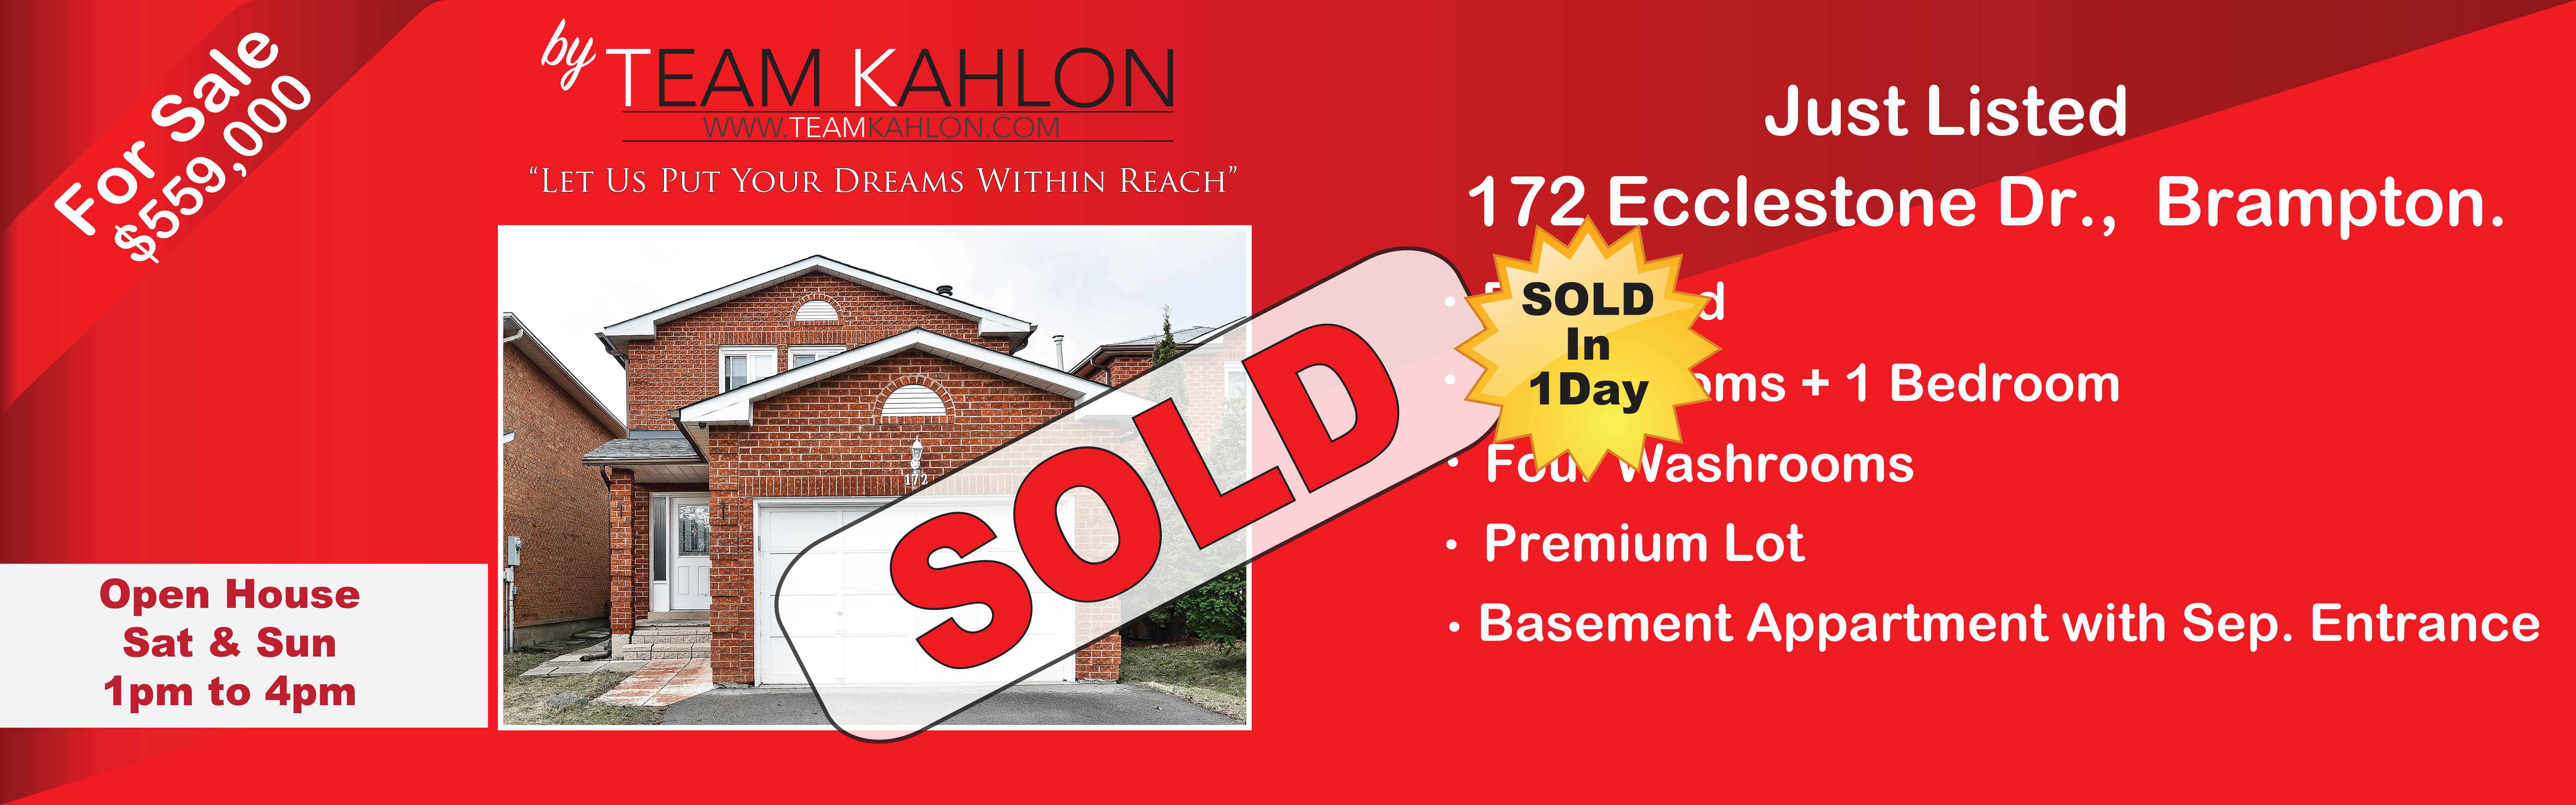 For Sale
$559,000
by TEAM KAHLON
WWW.TEAMKAHLON.COM
“Let Us Put Your Dreams Within Reach”
172
SOLD
Open House
Sat & Sun
1pm to 4pm
Just Listed
172 Ecclestone Dr., Brampton.
SOLD
In
1Day
+ 1 Bedroom
• Four Washrooms
• Premium Lot
• Basement Appartment with Sep. Entrance